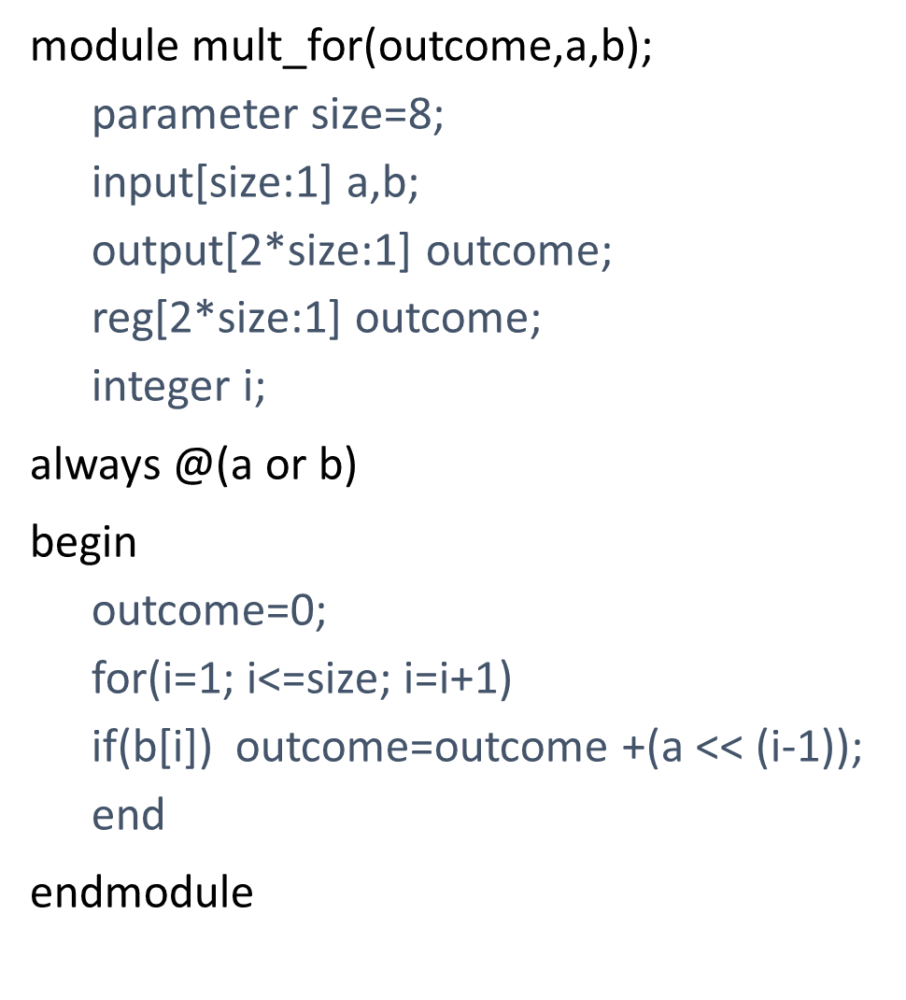 module mult_for(outcome,a,b);
parameter size=8;
input[size:1] a,b;
output[2*size:1] outcome;
reg[2*size:1] outcome;
integer i;
always @(a or b)
begin
outcome=0;
for(i=1; i<=size; i=i+1)
if(b[i])  outcome=outcome +(a << (i-1));
end
endmodule